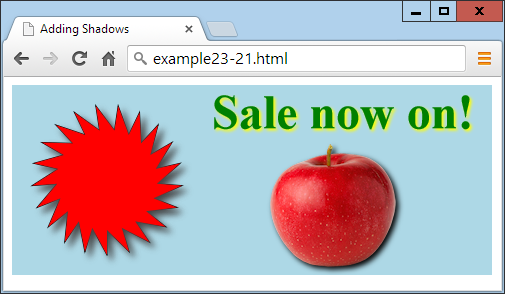 Adding Shadows
example23-21.html
Sale now on!